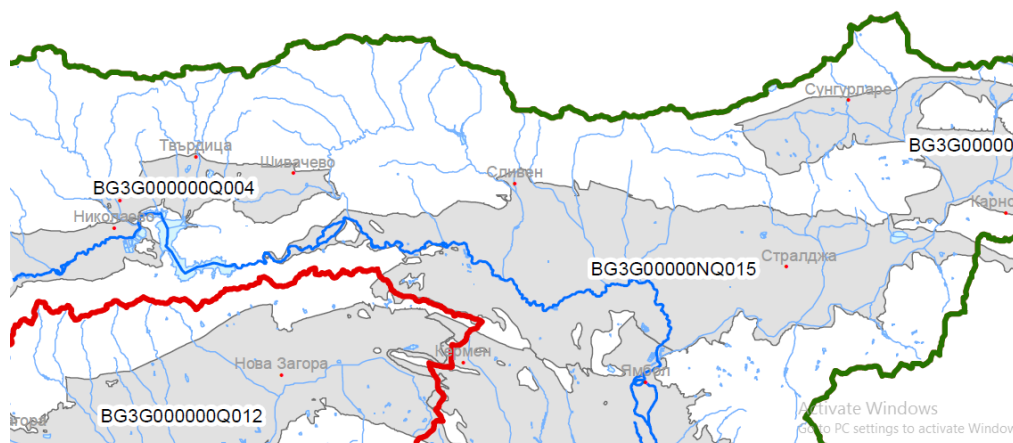 Сунгурларе
Твърдица
BG3G00000
Шивачево
Сливен
BG3G000000Q004
Карно
Николаево
Стралджа
BG3G00000NQ015
Кермен
Нова Загора
Ямбол
BG3G000000Q012
гора
Activate Windows
Go to PC settings to activate Window